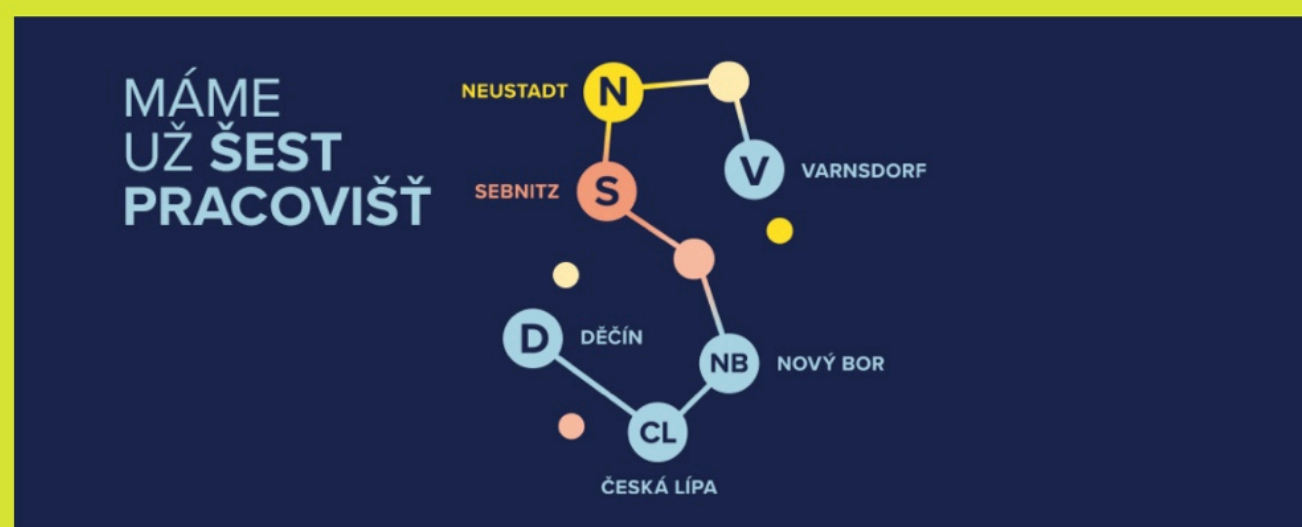 MÁME
UŽ ŠEST
PRACOVIŠŤ
NEUSTADT
N
V
VARNSDORF
SEBNITZ
S
D
DĚČÍN
NB
NOVÝ BOR
CL
ČESKÁ LÍPA